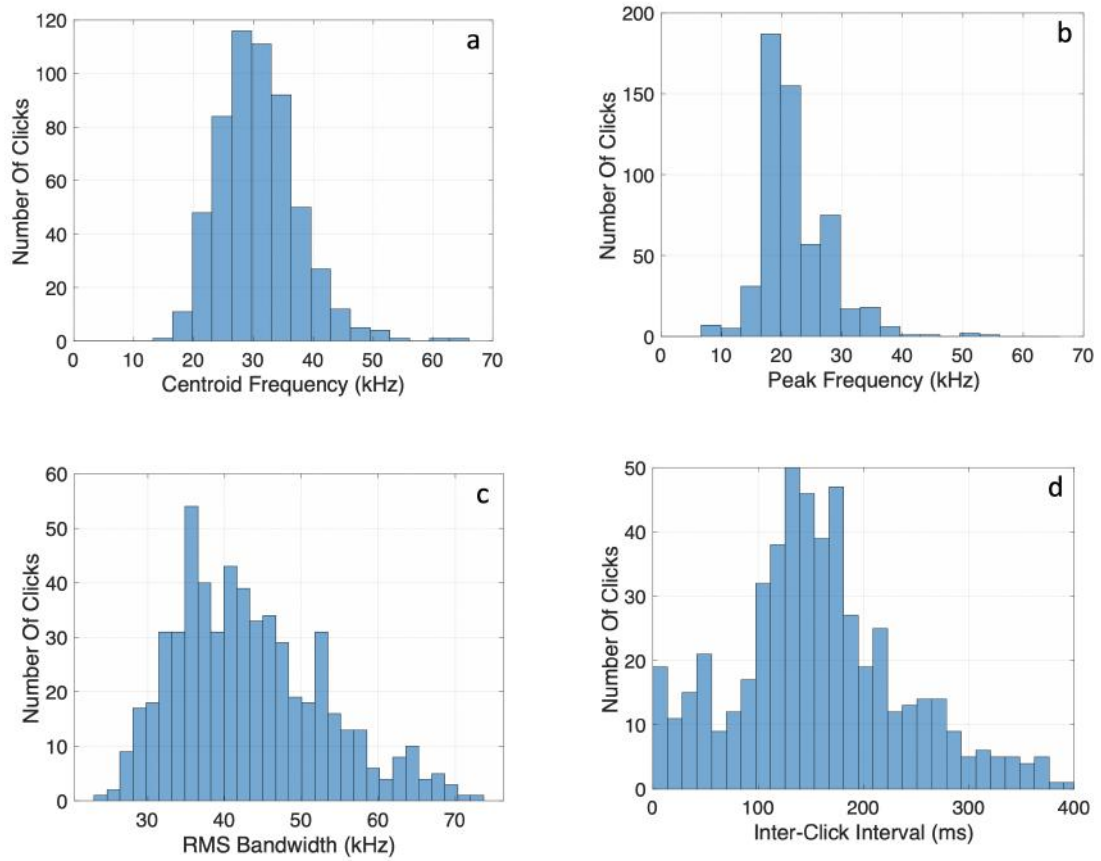 a
120
100
80
60
40
20
0
Number Of Clicks
0 10 20 30 40 50 60 70
Centroid Frequency (kHz)
b
200
150
100
50
0
Number Of Clicks
0 10 20 30 40 50 60 70
Peak Frequency (kHz)
c
60
50
40
30
20
10
0
Number Of Clicks
30 40 50 60 70
RMS Bandwidth (kHz)
d
50
40
30
20
10
0
Number Of Clicks
0 100 200 300 400
Inter-Click Interval (ms)